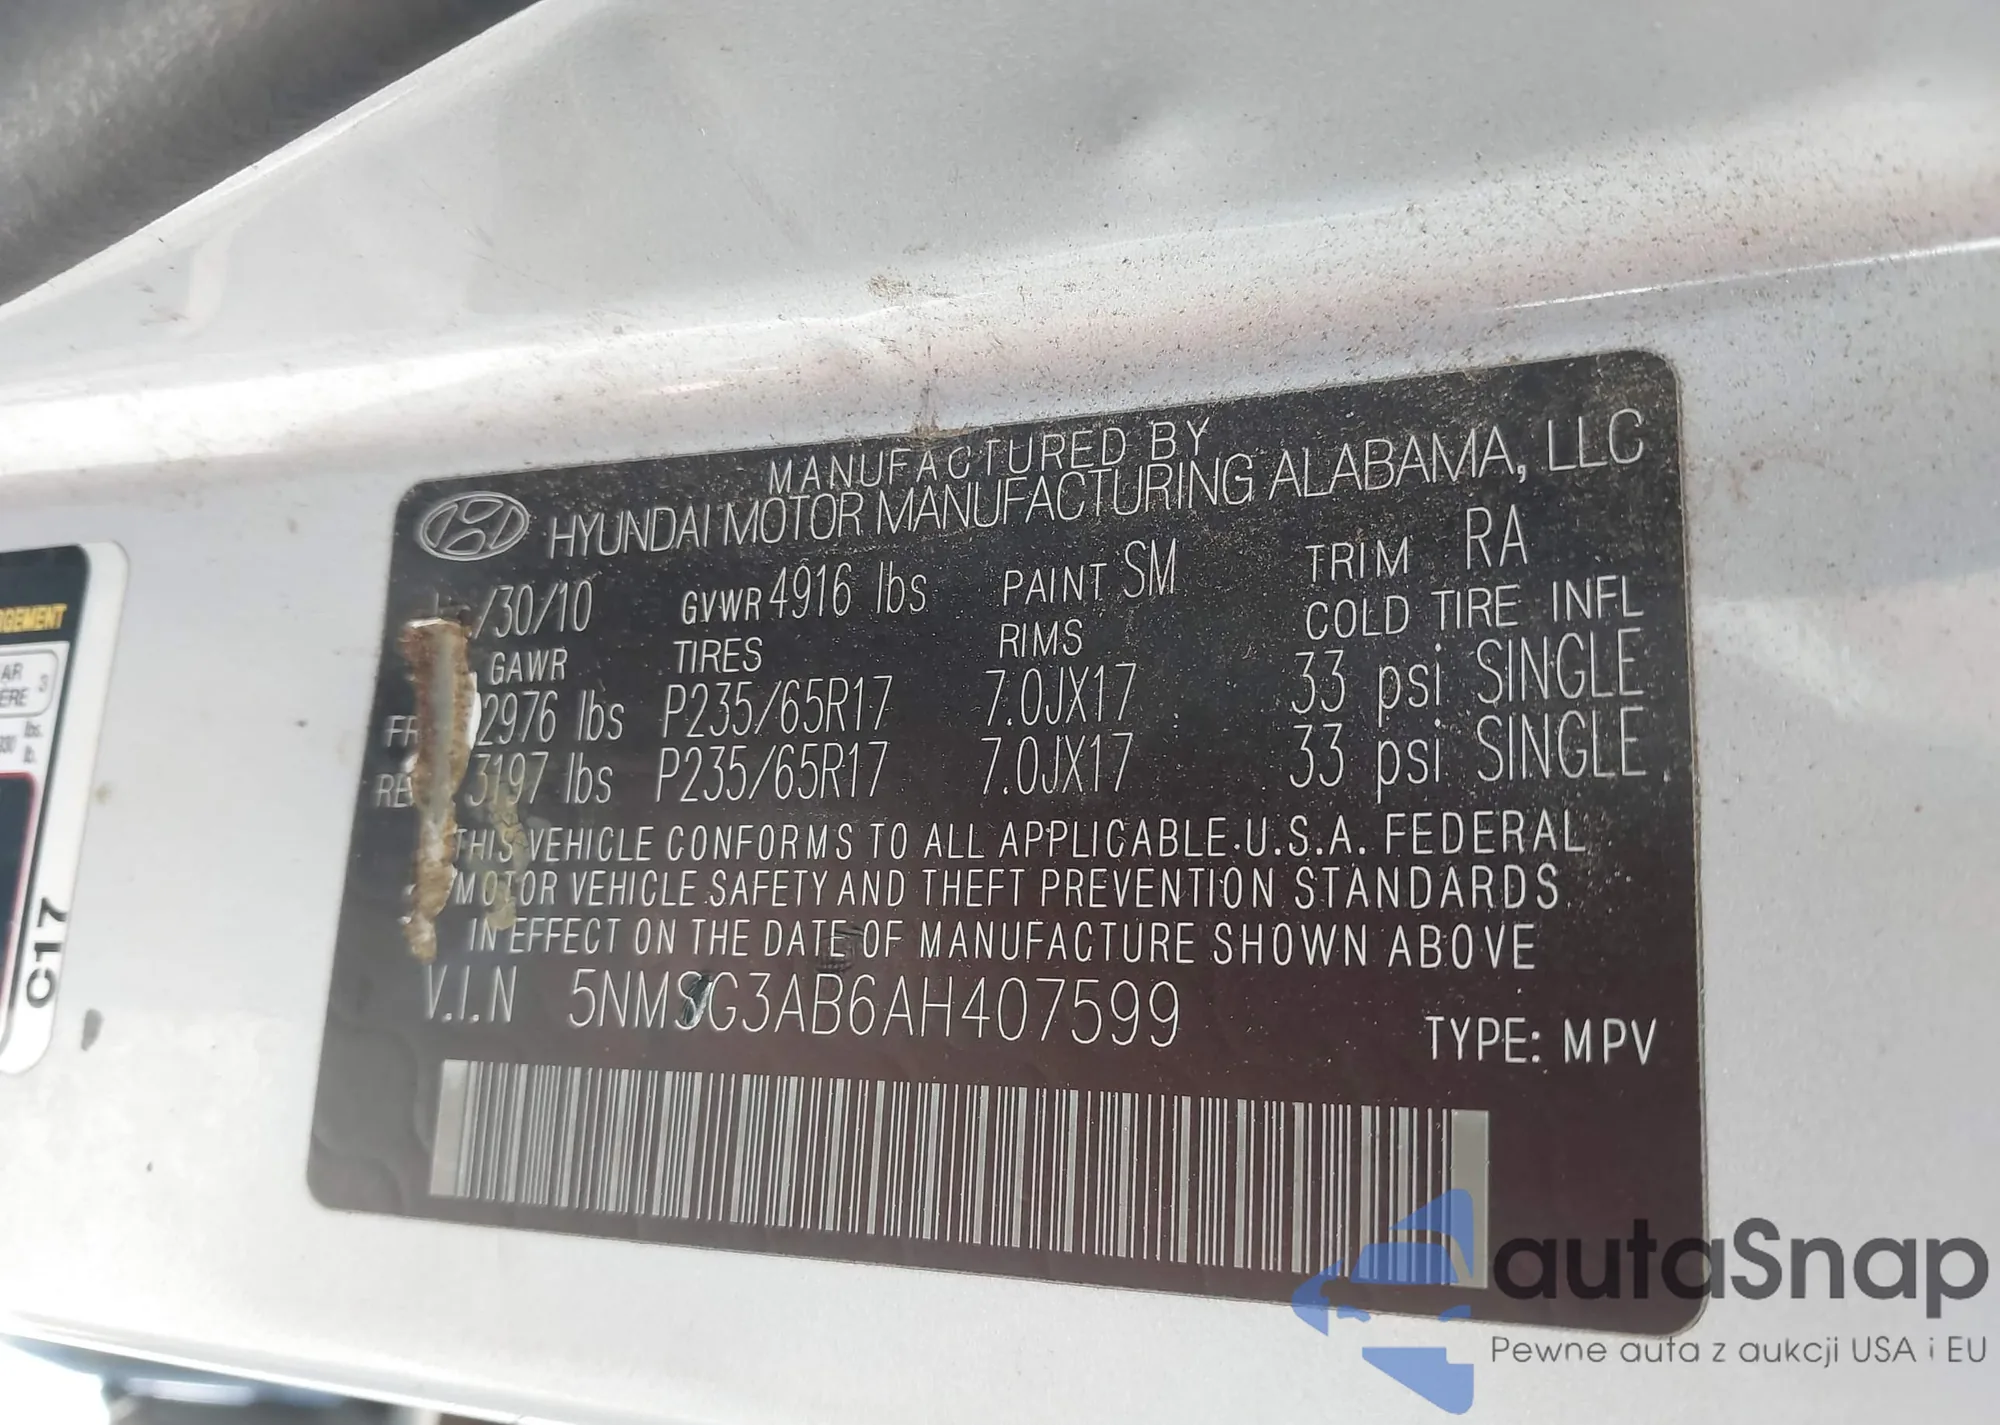 MANUFACTURED BY
HYUNDAI MOTOR MANUFACTURING ALABAMA, LLC
/30/10 GVWR 4916 lbs PAINT SM TRIM RA
GAWR TIRES RIMS COLD TIRE INFL
2976 lbs P235/65R17 7.0JX17 33 psi SINGLE
3197 lbs P235/65R17 7.0JX17 33 psi SINGLE
THIS VEHICLE CONFORMS TO ALL APPLICABLE U.S.A. FEDERAL
MOTOR VEHICLE SAFETY AND THEFT PREVENTION STANDARDS
IN EFFECT ON THE DATE OF MANUFACTURE SHOWN ABOVE
V.I.N 5NMSG3AB6AH407599
TYPE: MPV
C17
autaSnap
Pewne auta z aukcji USA i EU